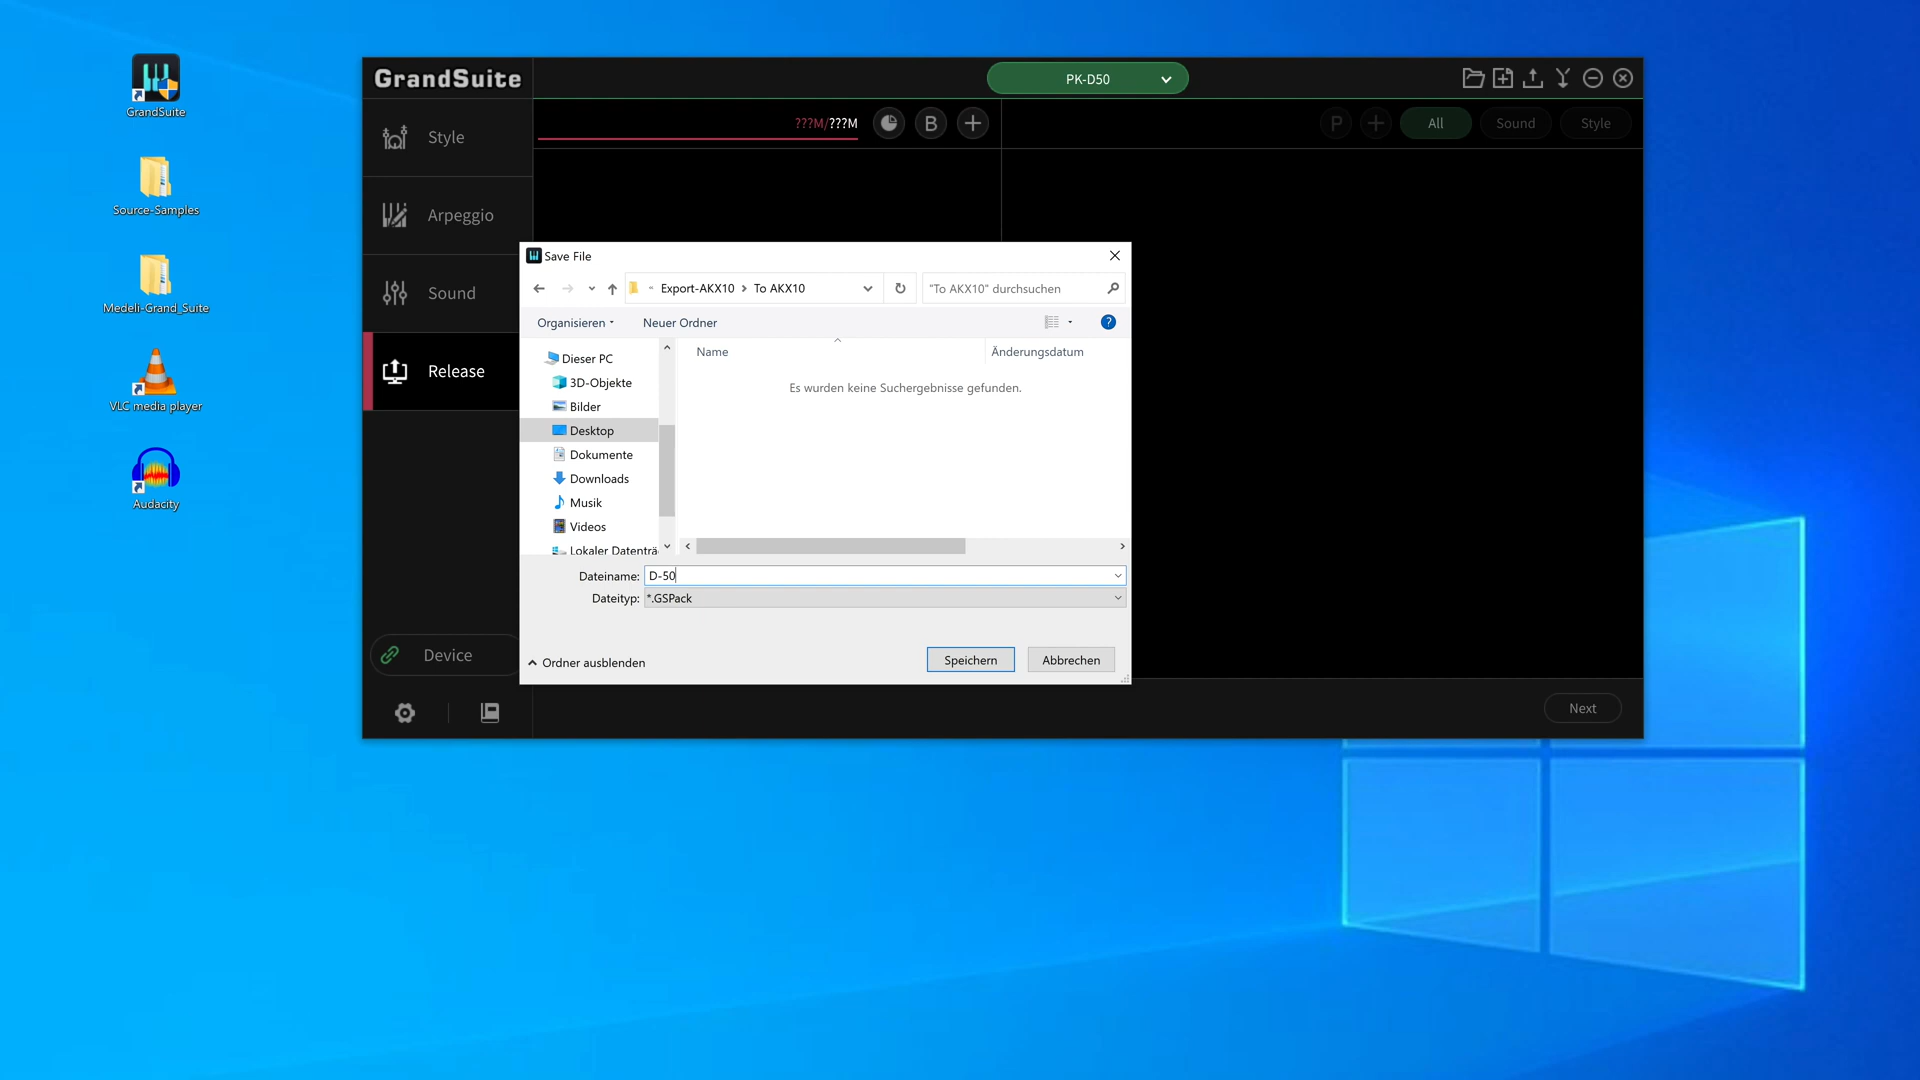 GrandSuite
Source-Samples
Medeli-Grand_Suite
VLC media player
Audacity
GrandSuite
PK-D50
Style
Arpeggio
Sound
Release
Device
???M/???M
B
P
All
Sound
Style
Save File
« Export-AKX10 > To AKX10
"To AKX10" durchsuchen
Organisieren
Neuer Ordner
?
Dieser PC
3D-Objekte
Bilder
Desktop
Dokumente
Downloads
Musik
Videos
Lokaler Datenträ
Name
Änderungsdatum
Es wurden keine Suchergebnisse gefunden.
Dateiname: D-50
Dateityp: *.GSPack
Ordner ausblenden
Speichern
Abbrechen
Next